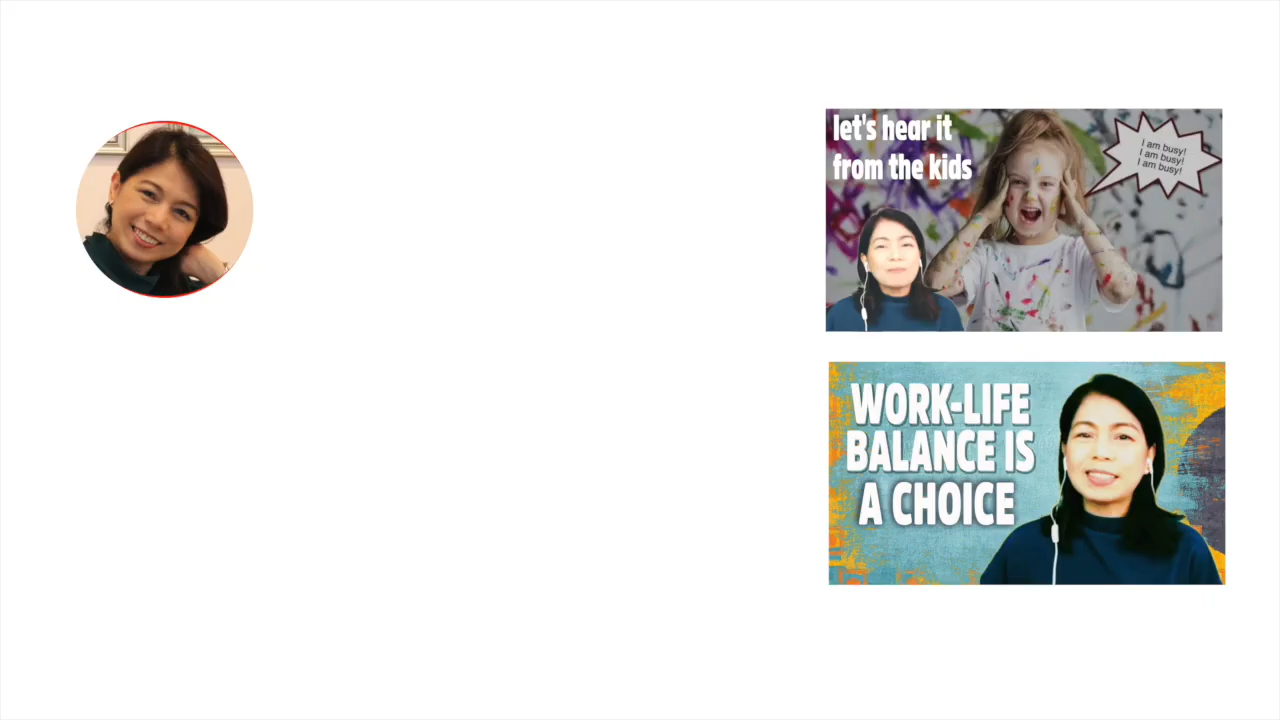 let's hear it
from the kids
I am busy!
I am busy!
I am busy!
WORK-LIFE
BALANCE IS
A CHOICE